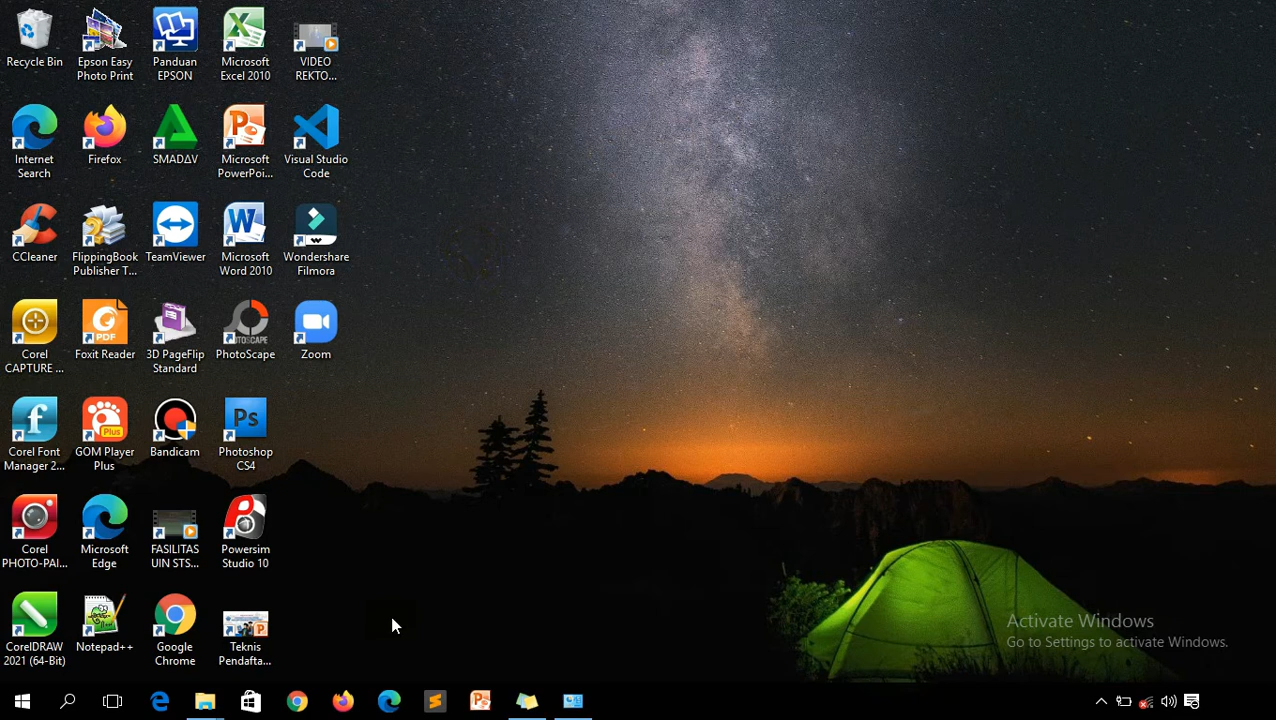 Recycle Bin
Epson Easy
Photo Print
Panduan
EPSON
Microsoft
Excel 2010
VIDEO
REKTO...
Internet
Search
Firefox
SMADΔV
Microsoft
PowerPoi...
Visual Studio
Code
CCleaner
FlippingBook
Publisher T...
TeamViewer
Microsoft
Word 2010
Wondershare
Filmora
Corel
CAPTURE ...
PDF
Foxit Reader
3D PageFlip
Standard
PhotoScape
Zoom
Corel Font
Manager 2...
Plus
GOM Player
Plus
Bandicam
Ps
Photoshop
CS4
Corel
PHOTO-PAI...
Microsoft
Edge
FASILITAS
UIN STS...
Powersim
Studio 10
CorelDRAW
2021 (64-Bit)
Notepad++
Google
Chrome
Teknis
Pendafta...
Activate Windows
Go to Settings to activate Windows.